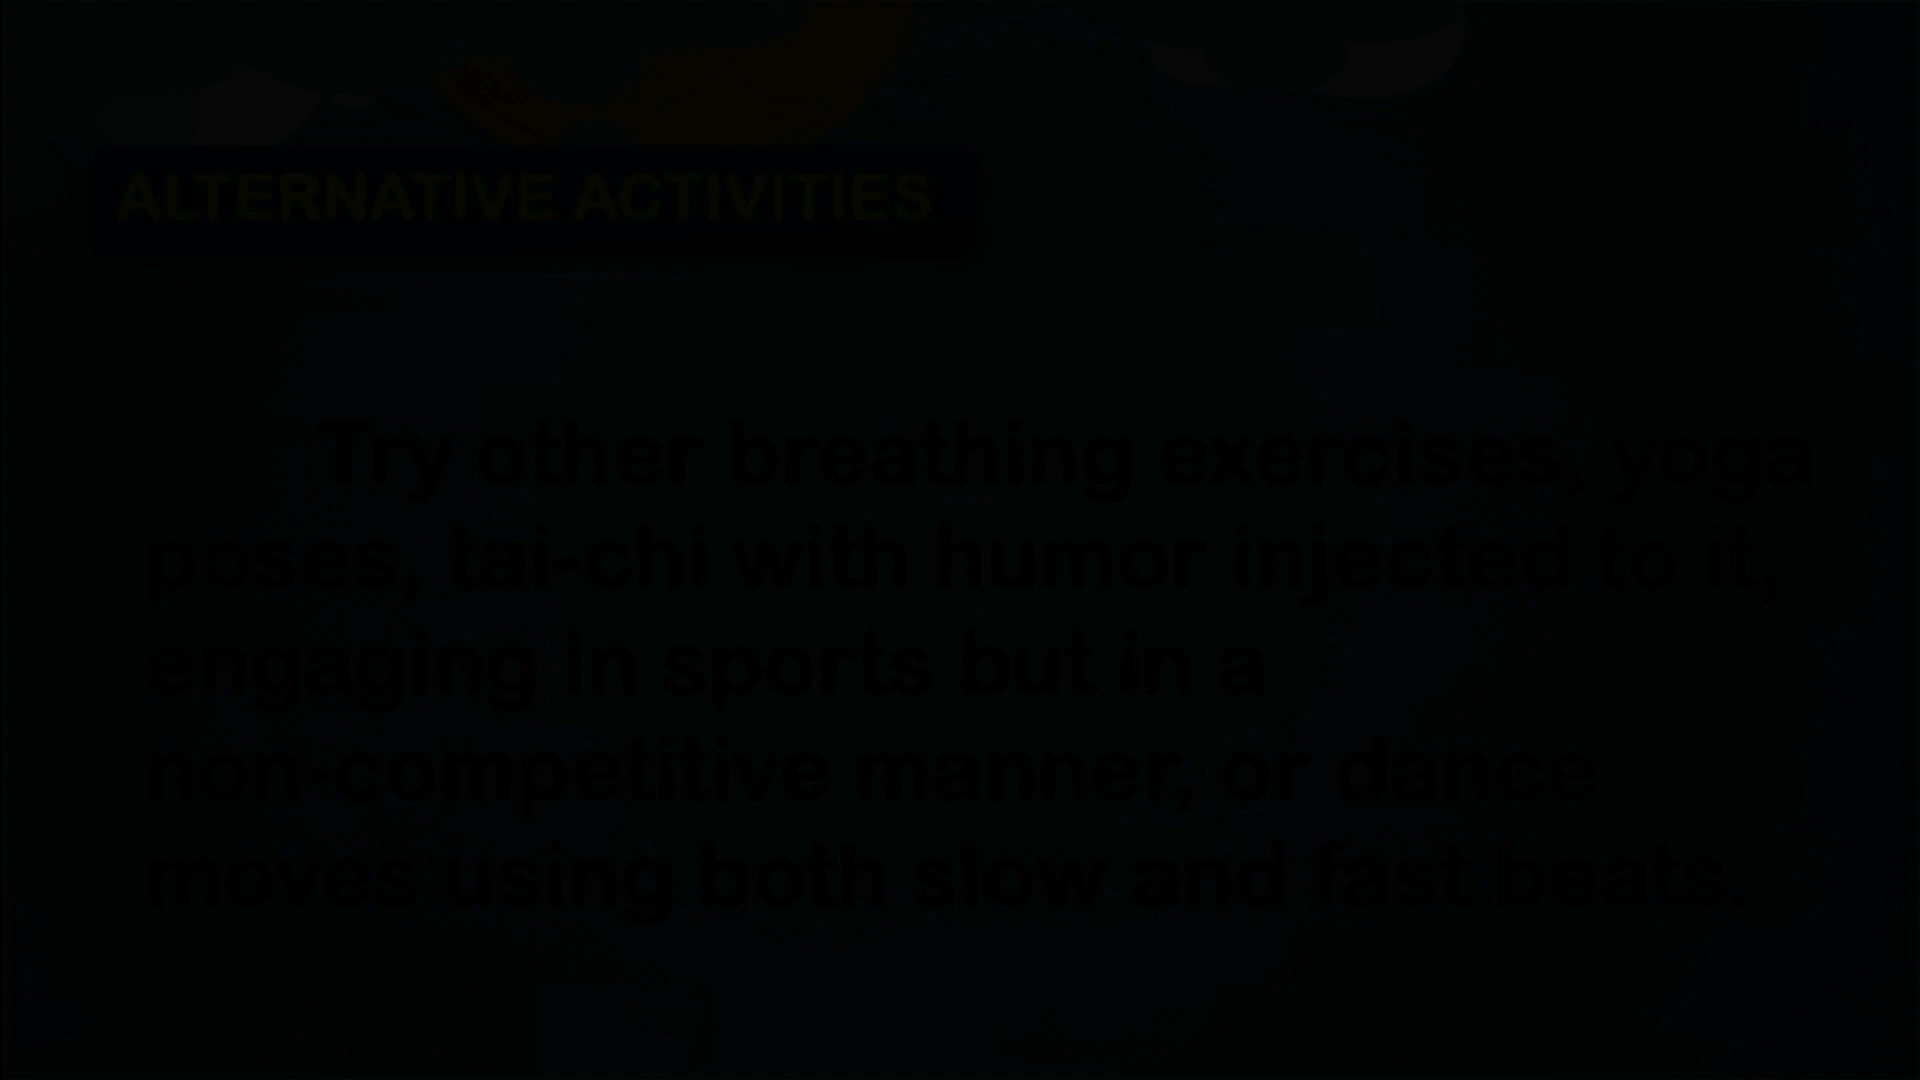 ALTERNATIVE ACTIVITIES
Try other breathing exercises, yoga
poses, tai-chi with humor injected to it,
engaging in sports but in a
non-competitive manner, or dance
moves using both slow and fast beats.